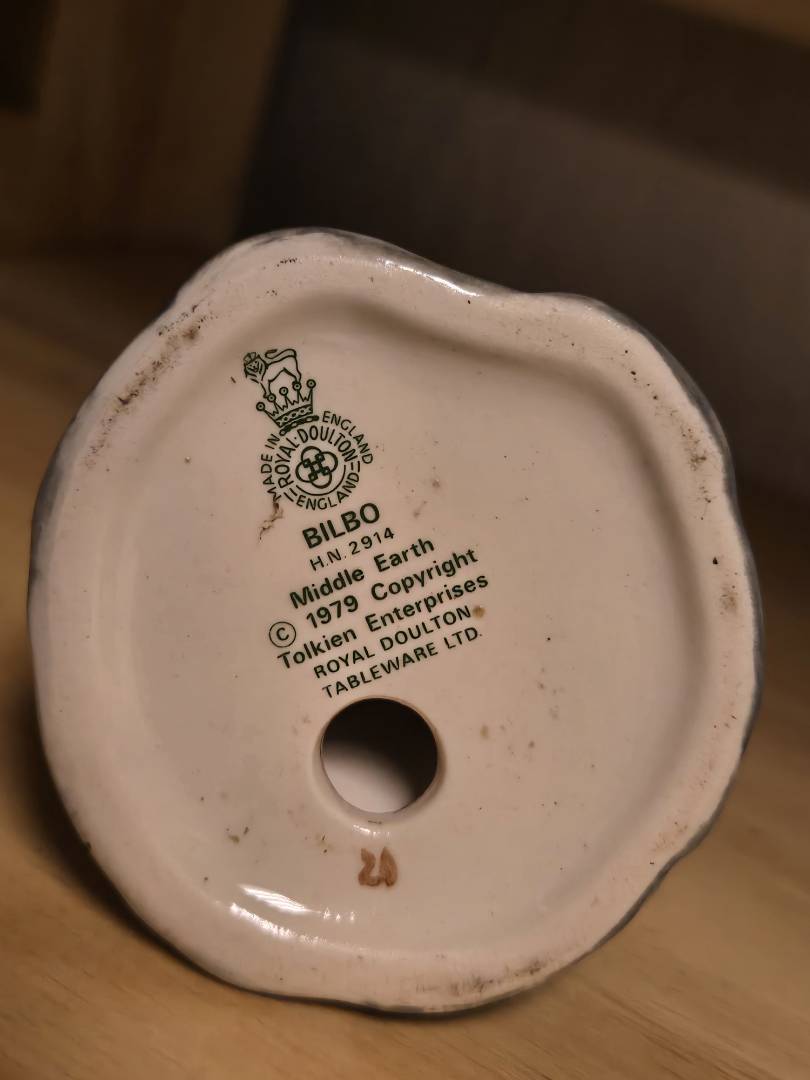 MADE IN ENGLAND
ROYAL·DOULTON
ENGLAND
BILBO
H.N. 2914
Middle Earth
© 1979 Copyright
Tolkien Enterprises
ROYAL DOULTON
TABLEWARE LTD.